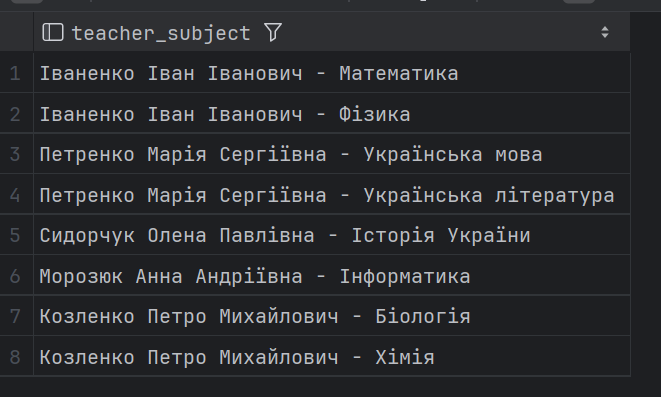 teacher_subject
1 Іваненко Іван Іванович - Математика
2 Іваненко Іван Іванович - Фізика
3 Петренко Марія Сергіївна - Українська мова
4 Петренко Марія Сергіївна - Українська література
5 Сидорчук Олена Павлівна - Історія України
6 Морозюк Анна Андріївна - Інформатика
7 Козленко Петро Михайлович - Біологія
8 Козленко Петро Михайлович - Хімія